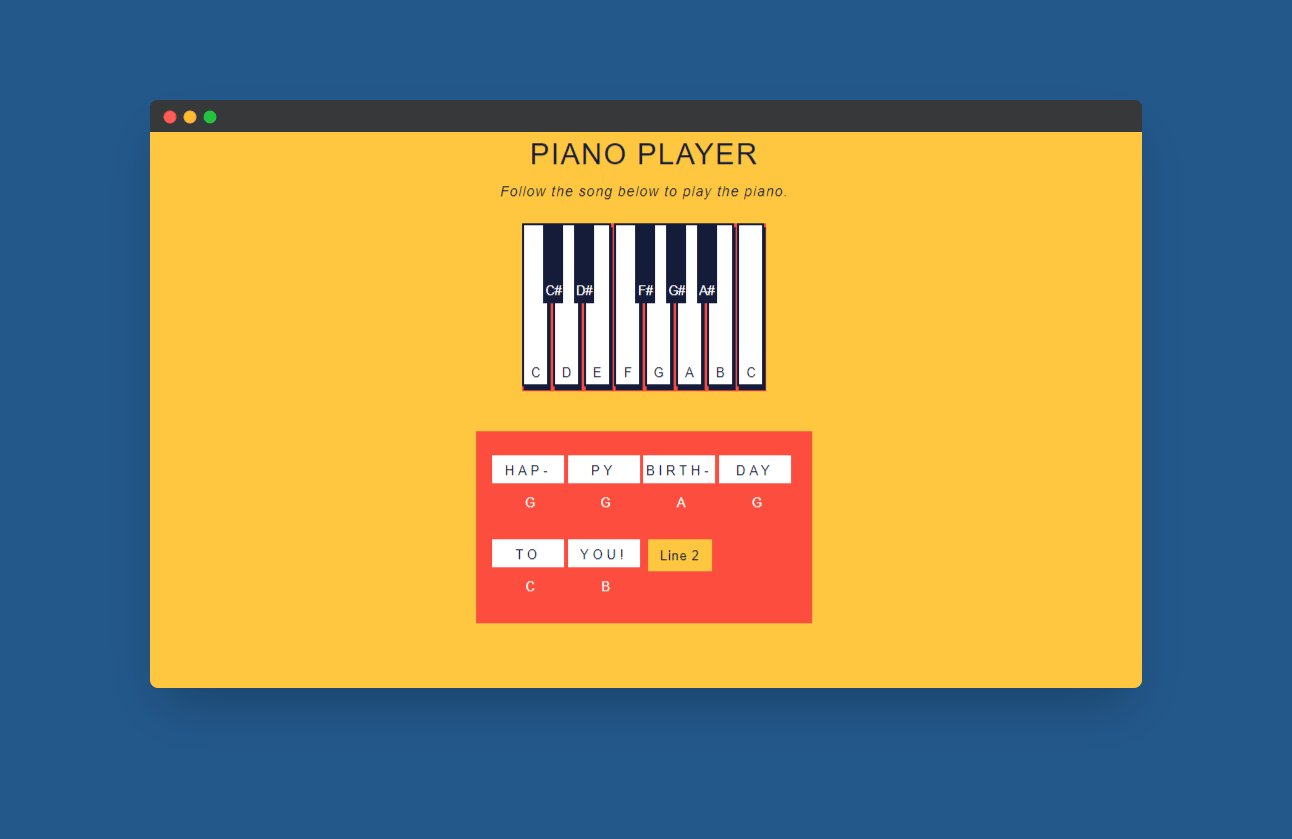 PIANO PLAYER
Follow the song below to play the piano.
C# D# F# G# A#
C D E F G A B C
HAP- PY BIRTH- DAY
G G A G
TO YOU! Line 2
C B